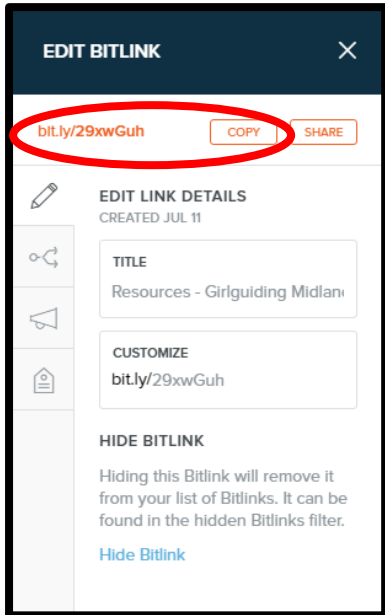 EDIT BITLINK
bit.ly/29xwGuh COPY SHARE
EDIT LINK DETAILS
CREATED JUL 11
TITLE
Resources - Girlguiding Midlan
CUSTOMIZE
bit.ly/29xwGuh
HIDE BITLINK
Hiding this Bitlink will remove it
from your list of Bitlinks. It can be
found in the hidden Bitlinks filter.
Hide Bitlink